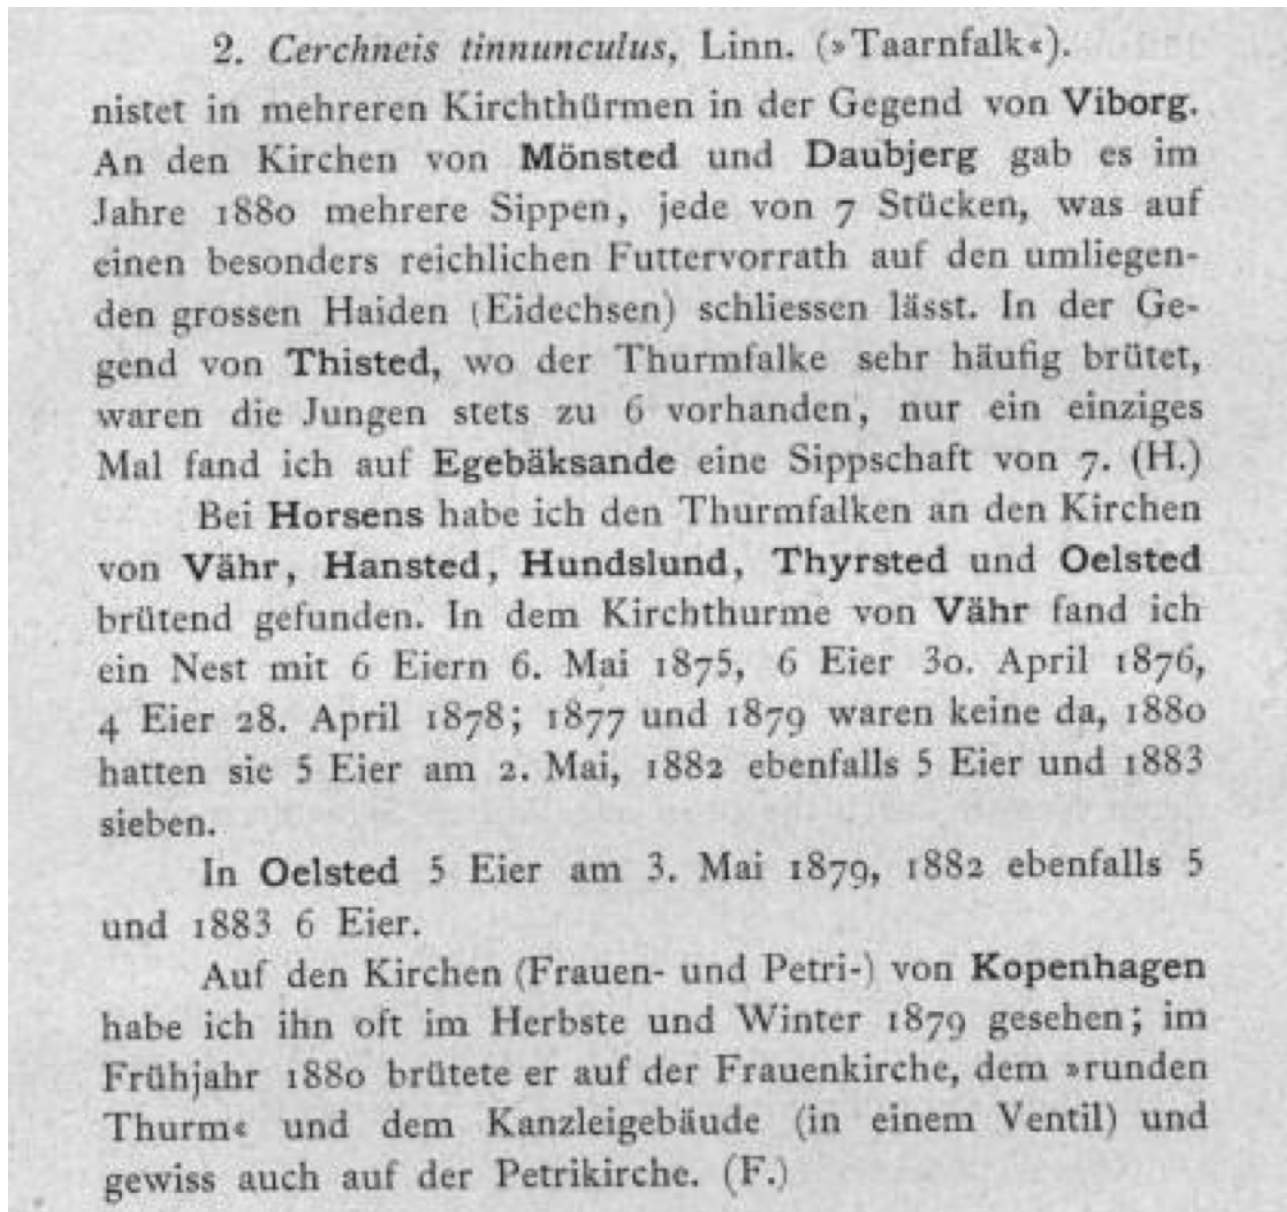 2. Cerchneis tinnunculus, Linn. (»Taarnfalk«).
nistet in mehreren Kirchthürmen in der Gegend von Viborg.
An den Kirchen von Mönsted und Daubjerg gab es im
Jahre 1880 mehrere Sippen, jede von 7 Stücken, was auf
einen besonders reichlichen Futtervorrath auf den umliegen-
den grossen Haiden (Eidechsen) schliessen lässt. In der Ge-
gend von Thisted, wo der Thurmfalke sehr häufig brütet,
waren die Jungen stets zu 6 vorhanden, nur ein einziges
Mal fand ich auf Egebäksande eine Sippschaft von 7. (H.)
Bei Horsens habe ich den Thurmfalken an den Kirchen
von Vähr, Hansted, Hundslund, Thyrsted und Oelsted
brütend gefunden. In dem Kirchthurme von Vähr fand ich
ein Nest mit 6 Eiern 6. Mai 1875, 6 Eier 30. April 1876,
4 Eier 28. April 1878; 1877 und 1879 waren keine da, 1880
hatten sie 5 Eier am 2. Mai, 1882 ebenfalls 5 Eier und 1883
sieben.
In Oelsted 5 Eier am 3. Mai 1879, 1882 ebenfalls 5
und 1883 6 Eier.
Auf den Kirchen (Frauen- und Petri-) von Kopenhagen
habe ich ihn oft im Herbste und Winter 1879 gesehen; im
Frühjahr 1880 brütete er auf der Frauenkirche, dem »runden
Thurm« und dem Kanzleigebäude (in einem Ventil) und
gewiss auch auf der Petrikirche. (F.)